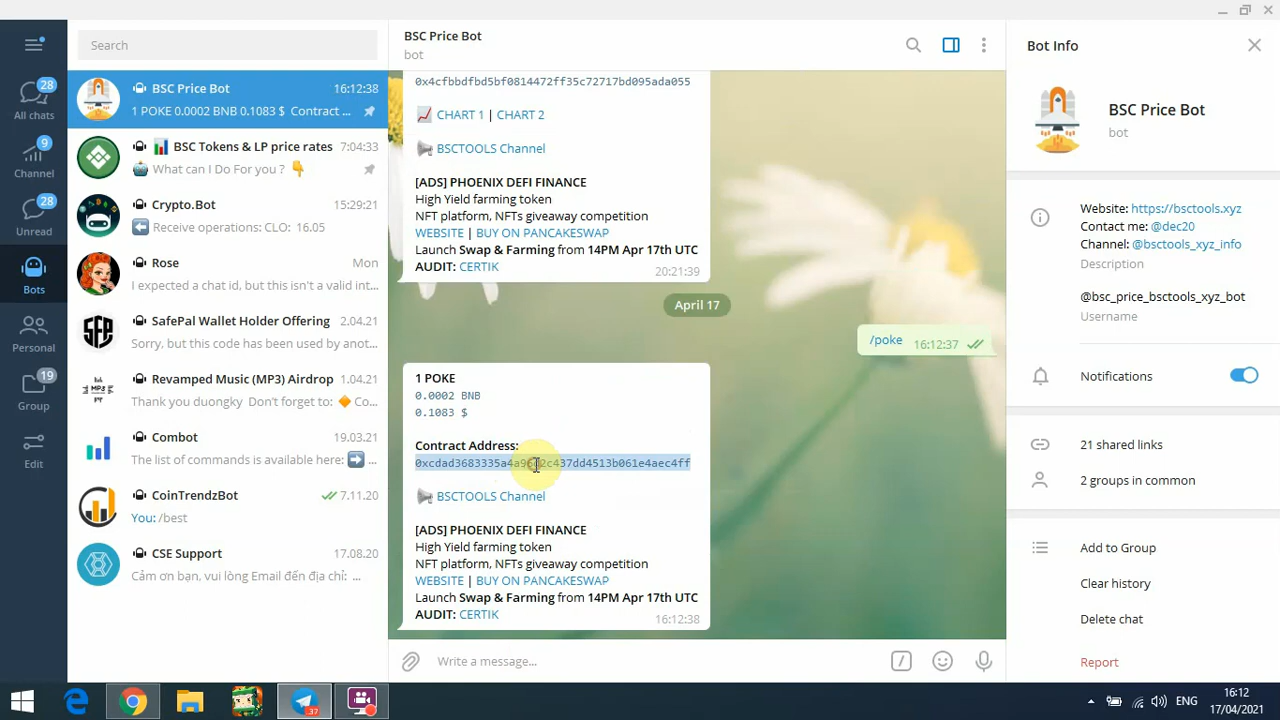 Search
28
All chats
9
Channel
28
Unread
Bots
Personal
19
Group
Edit
BSC Price Bot 16:12:38
1 POKE 0.0002 BNB 0.1083 $ Contract ...
BSC Tokens & LP price rates 7:04:33
What can I Do For you ?
Crypto.Bot 15:29:21
Receive operations: CLO: 16.05
Rose Mon
I expected a chat id, but this isn't a valid int...
SafePal Wallet Holder Offering 2.04.21
Sorry, but this code has been used by anot...
Revamped Music (MP3) Airdrop 1.04.21
Thank you duongky Don't forget to: Co...
Combot 19.03.21
The list of commands is available here:
CoinTrendzBot 7.11.20
You: /best
CSE Support 17.08.20
Cảm ơn bạn, vui lòng Email đến địa chỉ: ...
SFP
MP3
BSC Price Bot
bot
0x4cfbbdfbd5bf0814472ff35c72717bd095ada055
CHART 1 | CHART 2
BSCTOOLS Channel
[ADS] PHOENIX DEFI FINANCE
High Yield farming token
NFT platform, NFTs giveaway competition
WEBSITE | BUY ON PANCAKESWAP
Launch Swap & Farming from 14PM Apr 17th UTC
AUDIT: CERTIK 20:21:39
April 17
/poke 16:12:37
1 POKE
0.0002 BNB
0.1083 $
Contract Address:
BSCTOOLS Channel
[ADS] PHOENIX DEFI FINANCE
High Yield farming token
NFT platform, NFTs giveaway competition
WEBSITE | BUY ON PANCAKESWAP
Launch Swap & Farming from 14PM Apr 17th UTC
AUDIT: CERTIK 16:12:38
Write a message...
Bot Info
BSC Price Bot
bot
Website: https://bsctools.xyz
Contact me: @dec20
Channel: @bsctools_xyz_info
Description
@bsc_price_bsctools_xyz_bot
Username
Notifications
21 shared links
2 groups in common
Add to Group
Clear history
Delete chat
Report
37
ENG
16:12
17/04/2021